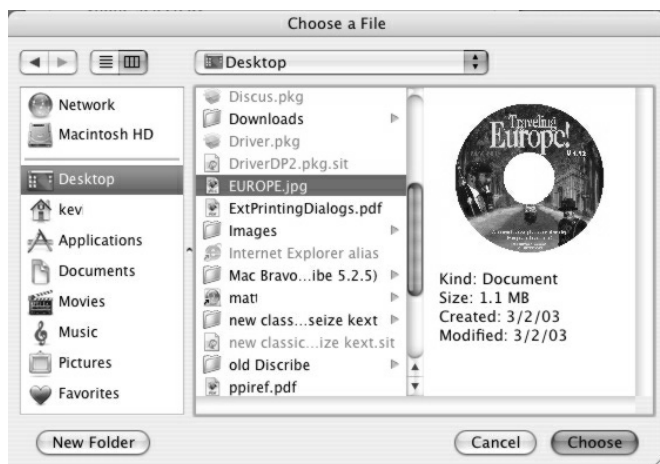 Choose a File
Desktop
Network
Macintosh HD
Desktop
kev
Applications
Documents
Movies
Music
Pictures
Favorites
Discus.pkg
Downloads
Driver.pkg
DriverDP2.pkg.sit
EUROPE.jpg
ExtPrintingDialogs.pdf
Images
Internet Explorer alias
Mac Bravo...ibe 5.2.5)
matt
new class...seize kext
new classic...ize kext.sit
old Discribe
ppiref.pdf
Traveling
Europe!
Kind: Document
Size: 1.1 MB
Created: 3/2/03
Modified: 3/2/03
New Folder
Cancel
Choose